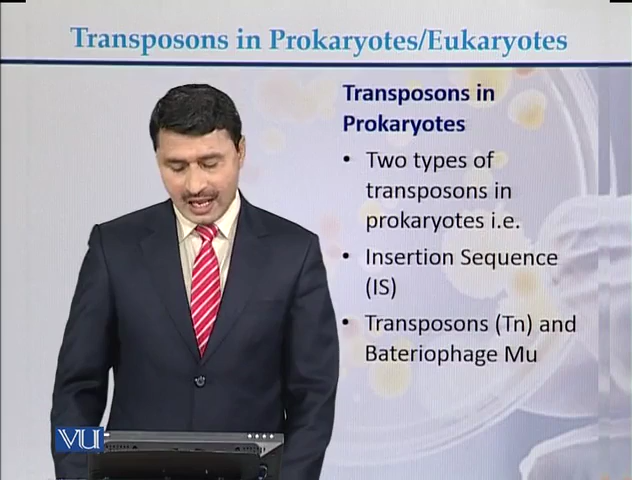 Transposons in Prokaryotes/Eukaryotes
Transposons in
Prokaryotes
• Two types of
transposons in
prokaryotes i.e.
• Insertion Sequence
(IS)
• Transposons (Tn) and
Bateriophage Mu
VU